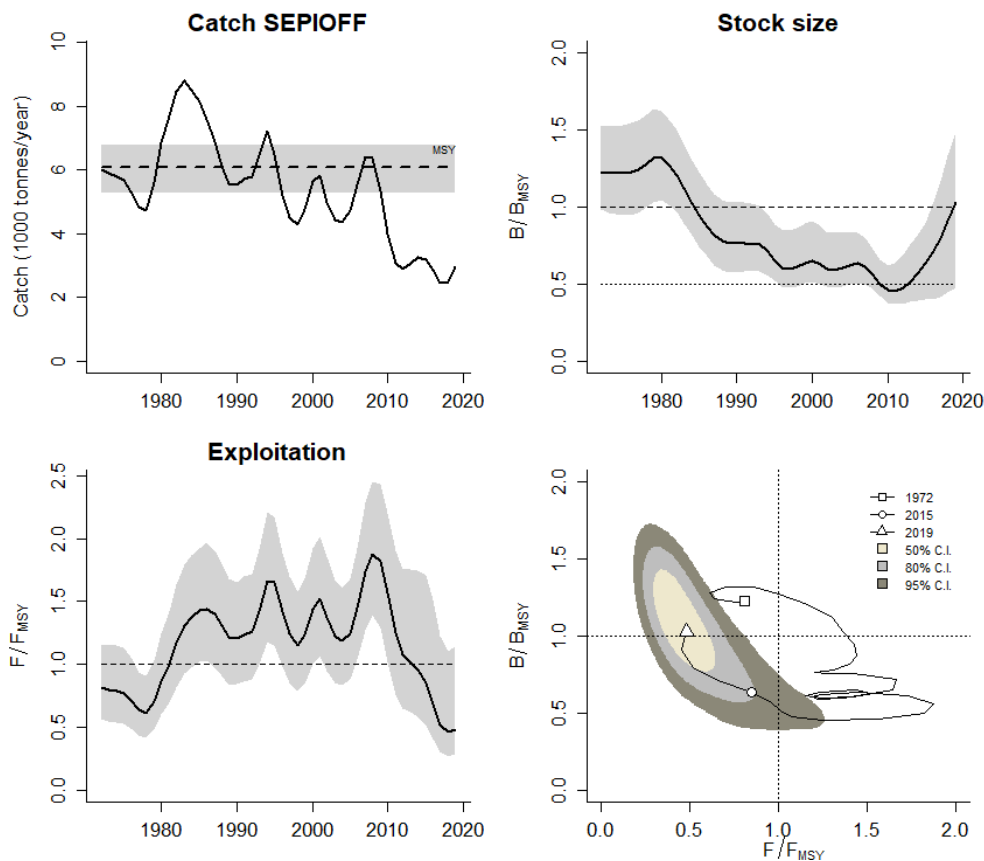 Catch SEPIOFF
Catch (1000 tonnes/year)
10
8
6
4
2
0
MSY
1980 1990 2000 2010 2020
Stock size
B / B_MSY
2.0
1.5
1.0
0.5
0.0
1980 1990 2000 2010 2020
Exploitation
F / F_MSY
2.5
2.0
1.5
1.0
0.5
0.0
1980 1990 2000 2010 2020
B / B_MSY
2.0
1.5
1.0
0.5
0.0
1972
2015
2019
50% C.I.
80% C.I.
95% C.I.
0.0 0.5 1.0 1.5 2.0
F / F_MSY